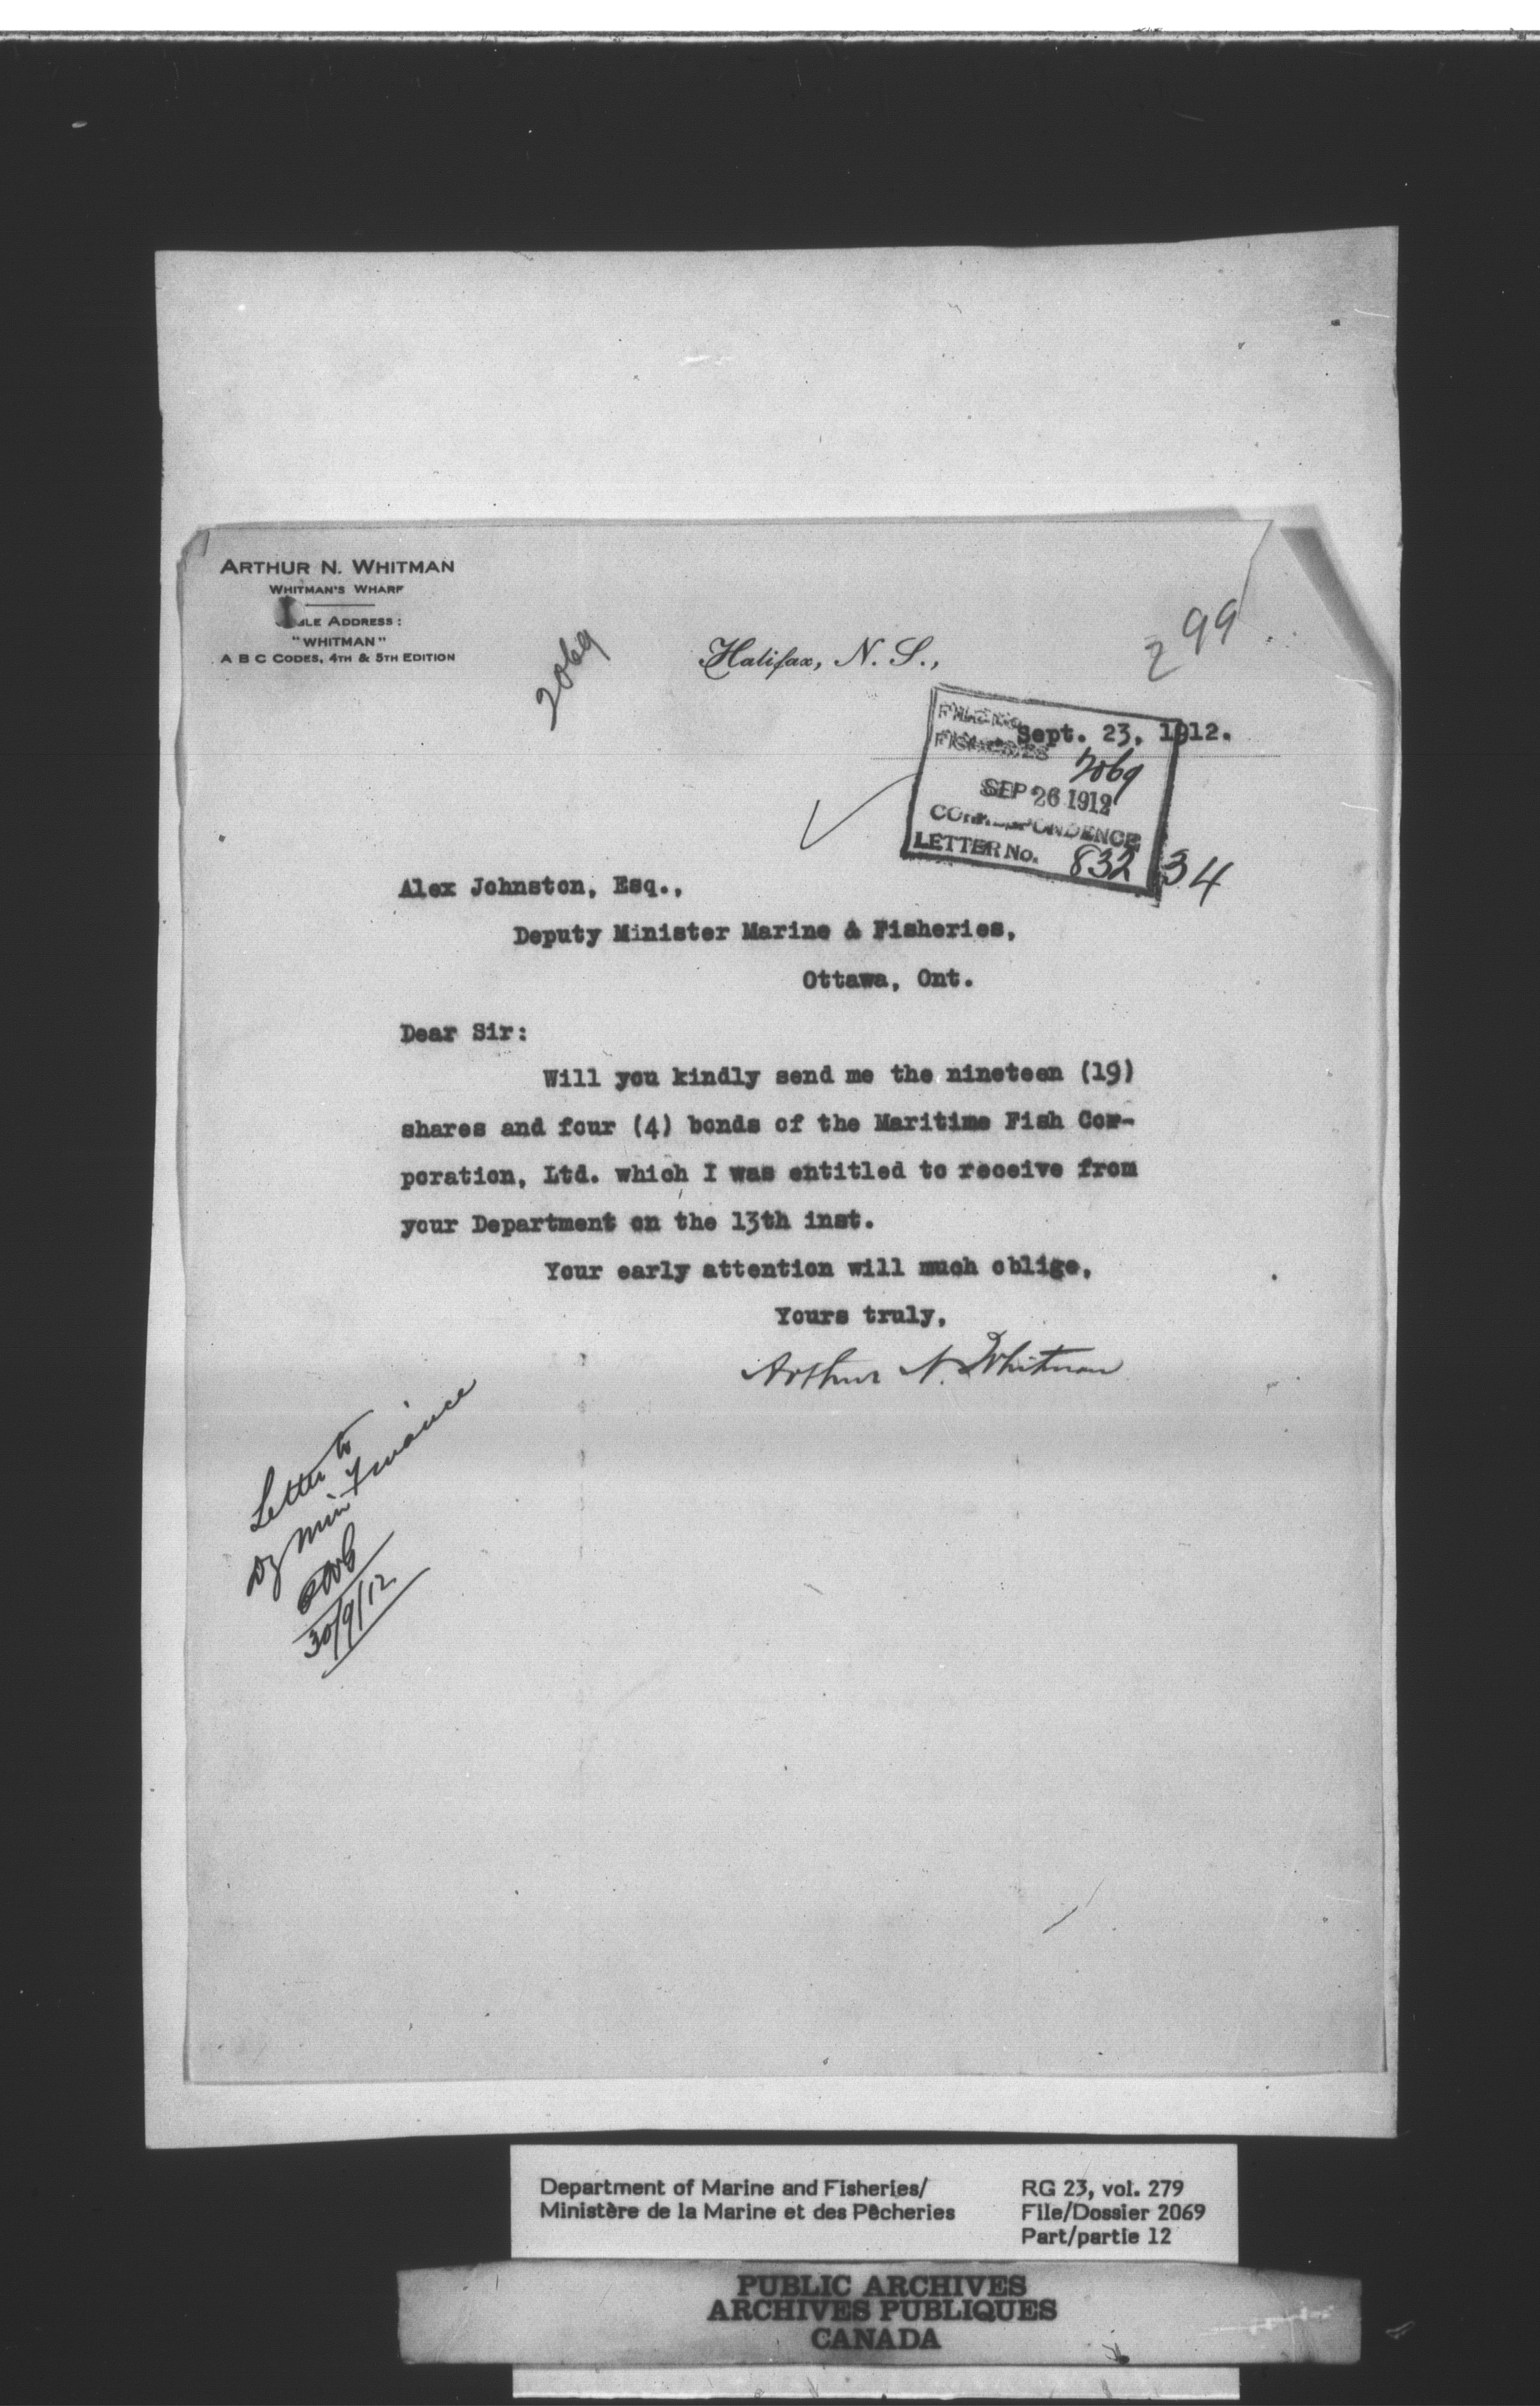 ARTHUR N. WHITMAN
WHITMAN'S WHARF
ADDRESS:
"WHITMAN"
A B C CODES, 4TH & 5TH EDITION
2069
Halifax, N. S.,
299
Sept. 23, 1912.
FISHERIES
2069
SEP 26 1912
CORRESPONDENCE
LETTER No. 832 34
Alex Johnston, Esq.,
Deputy Minister Marine & Fisheries,
Ottawa, Ont.
Dear Sir:
Will you kindly send me the nineteen (19)
shares and four (4) bonds of the Maritime Fish Cor-
poration, Ltd. which I was entitled to receive from
your Department on the 13th inst.
Your early attention will much oblige,
Yours truly,
Arthur N. Whitman
Letter to
Dy Min Finance
30/9/12
Department of Marine and Fisheries/
Ministère de la Marine et des Pêcheries
RG 23, vol. 279
File/Dossier 2069
Part/partie 12
PUBLIC ARCHIVES
ARCHIVES PUBLIQUES
CANADA